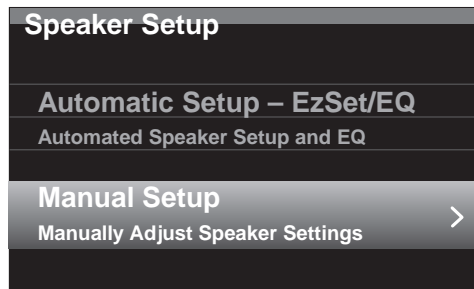 Speaker Setup
Automatic Setup – EzSet/EQ
Automated Speaker Setup and EQ
Manual Setup
Manually Adjust Speaker Settings